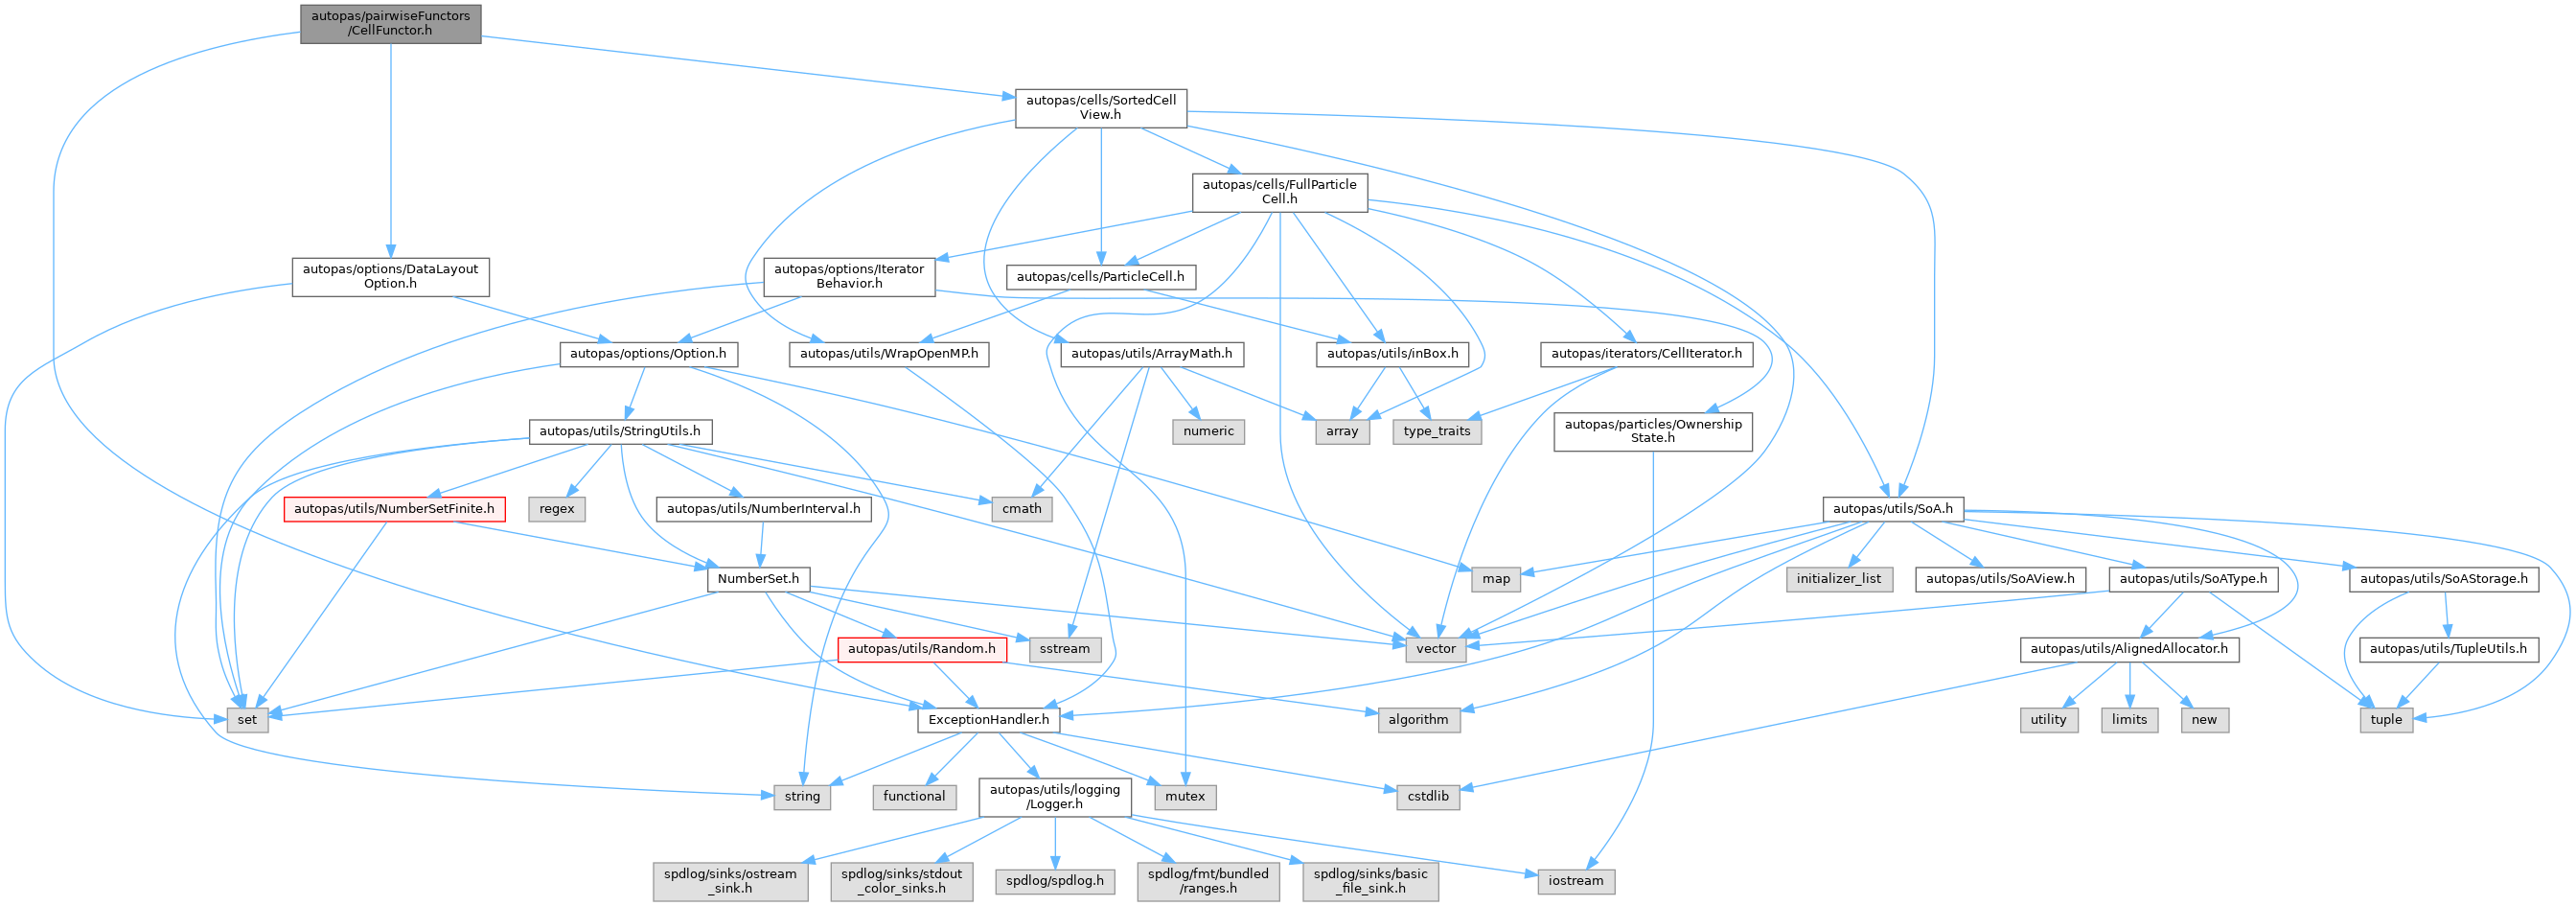 autopas/pairwiseFunctors
/CellFunctor.h
autopas/cells/SortedCell
View.h
autopas/cells/FullParticle
Cell.h
autopas/options/DataLayout
Option.h
autopas/options/Iterator
Behavior.h
autopas/cells/ParticleCell.h
autopas/options/Option.h
autopas/utils/WrapOpenMP.h
autopas/utils/ArrayMath.h
autopas/utils/inBox.h
autopas/iterators/CellIterator.h
autopas/utils/StringUtils.h
numeric
array
type_traits
autopas/particles/Ownership
State.h
autopas/utils/NumberSetFinite.h
regex
autopas/utils/NumberInterval.h
cmath
autopas/utils/SoA.h
NumberSet.h
map
initializer_list
autopas/utils/SoAView.h
autopas/utils/SoAType.h
autopas/utils/SoAStorage.h
autopas/utils/Random.h
sstream
vector
autopas/utils/AlignedAllocator.h
autopas/utils/TupleUtils.h
set
ExceptionHandler.h
algorithm
utility
limits
new
tuple
string
functional
autopas/utils/logging
/Logger.h
mutex
cstdlib
spdlog/sinks/ostream
_sink.h
spdlog/sinks/stdout
_color_sinks.h
spdlog/spdlog.h
spdlog/fmt/bundled
/ranges.h
spdlog/sinks/basic
_file_sink.h
iostream